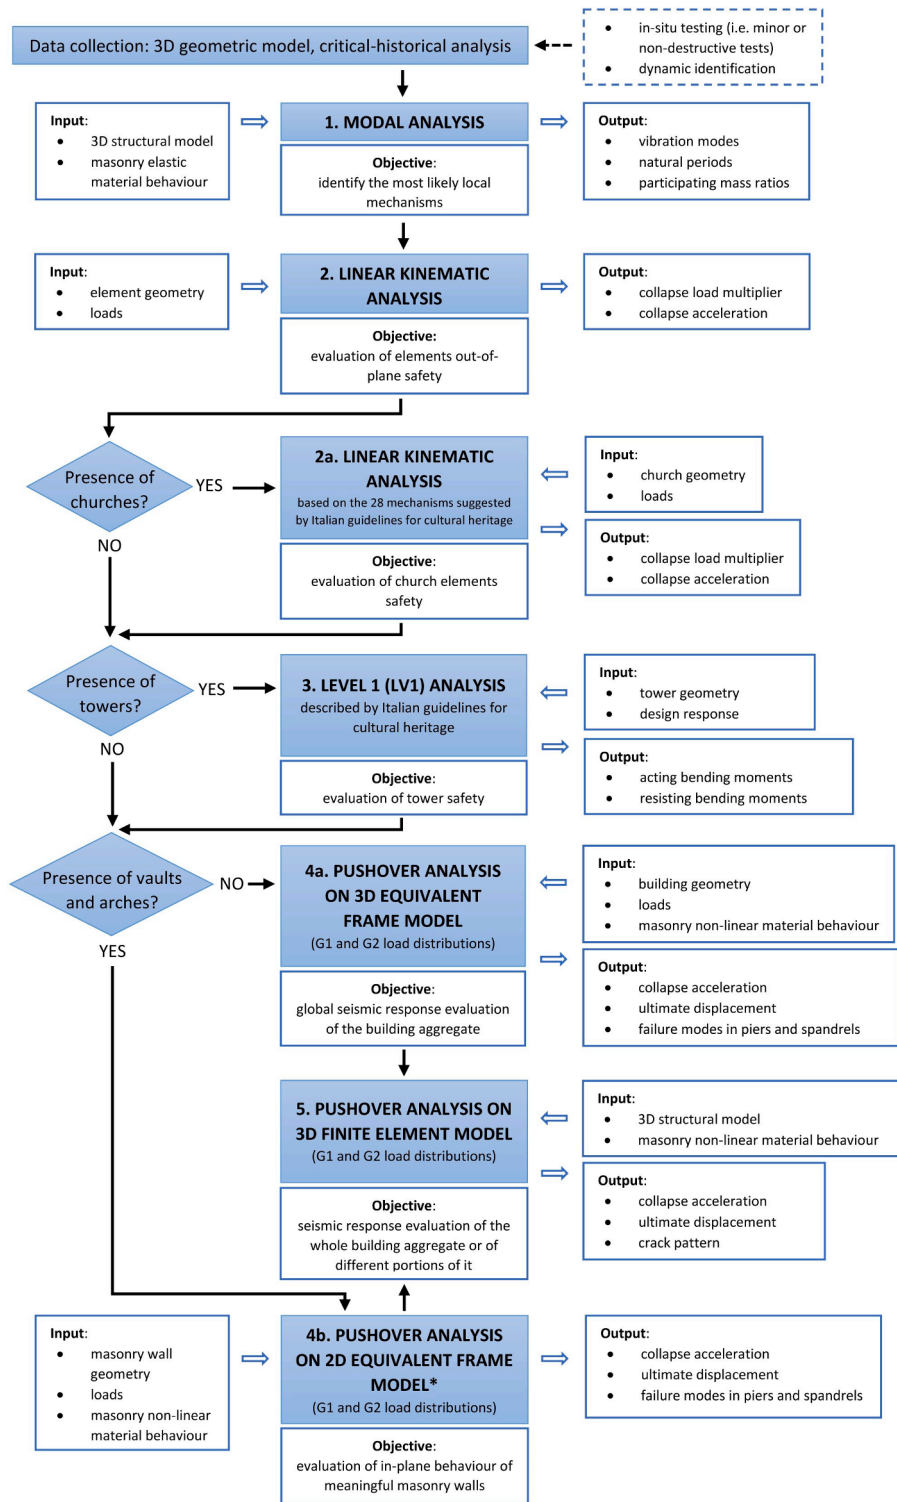 Data collection: 3D geometric model, critical-historical analysis
• in-situ testing (i.e. minor or
non-destructive tests)
• dynamic identification
Input:
• 3D structural model
• masonry elastic
material behaviour
1. MODAL ANALYSIS
Objective:
identify the most likely local
mechanisms
Output:
• vibration modes
• natural periods
• participating mass ratios
Input:
• element geometry
• loads
2. LINEAR KINEMATIC
ANALYSIS
Objective:
evaluation of elements out-of-
plane safety
Output:
• collapse load multiplier
• collapse acceleration
Presence of
churches?
YES
NO
2a. LINEAR KINEMATIC
ANALYSIS
based on the 28 mechanisms suggested
by Italian guidelines for cultural heritage
Objective:
evaluation of church elements
safety
Input:
• church geometry
• loads
Output:
• collapse load multiplier
• collapse acceleration
Presence of
towers?
YES
NO
3. LEVEL 1 (LV1) ANALYSIS
described by Italian guidelines for
cultural heritage
Objective:
evaluation of tower safety
Input:
• tower geometry
• design response
Output:
• acting bending moments
• resisting bending moments
Presence of vaults
and arches?
NO
YES
4a. PUSHOVER ANALYSIS
ON 3D EQUIVALENT
FRAME MODEL
(G1 and G2 load distributions)
Objective:
global seismic response evaluation
of the building aggregate
Input:
• building geometry
• loads
• masonry non-linear material behaviour
Output:
• collapse acceleration
• ultimate displacement
• failure modes in piers and spandrels
5. PUSHOVER ANALYSIS ON
3D FINITE ELEMENT MODEL
(G1 and G2 load distributions)
Objective:
seismic response evaluation of the
whole building aggregate or of
different portions of it
Input:
• 3D structural model
• masonry non-linear material behaviour
Output:
• collapse acceleration
• ultimate displacement
• crack pattern
Input:
• masonry wall
geometry
• loads
• masonry non-linear
material behaviour
4b. PUSHOVER ANALYSIS
ON 2D EQUIVALENT FRAME
MODEL*
(G1 and G2 load distributions)
Objective:
evaluation of in-plane behaviour of
meaningful masonry walls
Output:
• collapse acceleration
• ultimate displacement
• failure modes in piers and spandrels